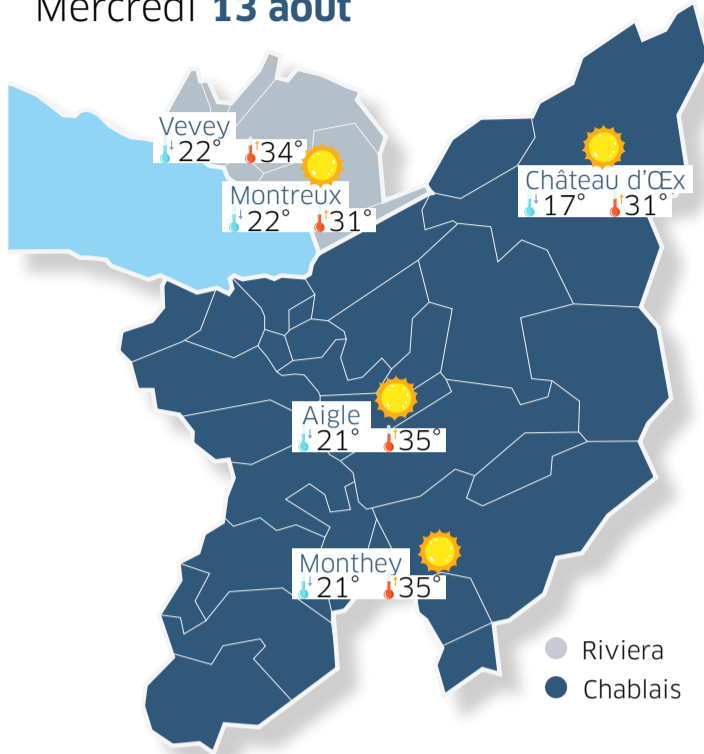 Mercredi 13 août
Vevey
↓22° ↑34°
Montreux
↓22° ↑31°
Château d'Œx
↓17° ↑31°
Aigle
↓21° ↑35°
Monthey
↓21° ↑35°
Riviera
Chablais